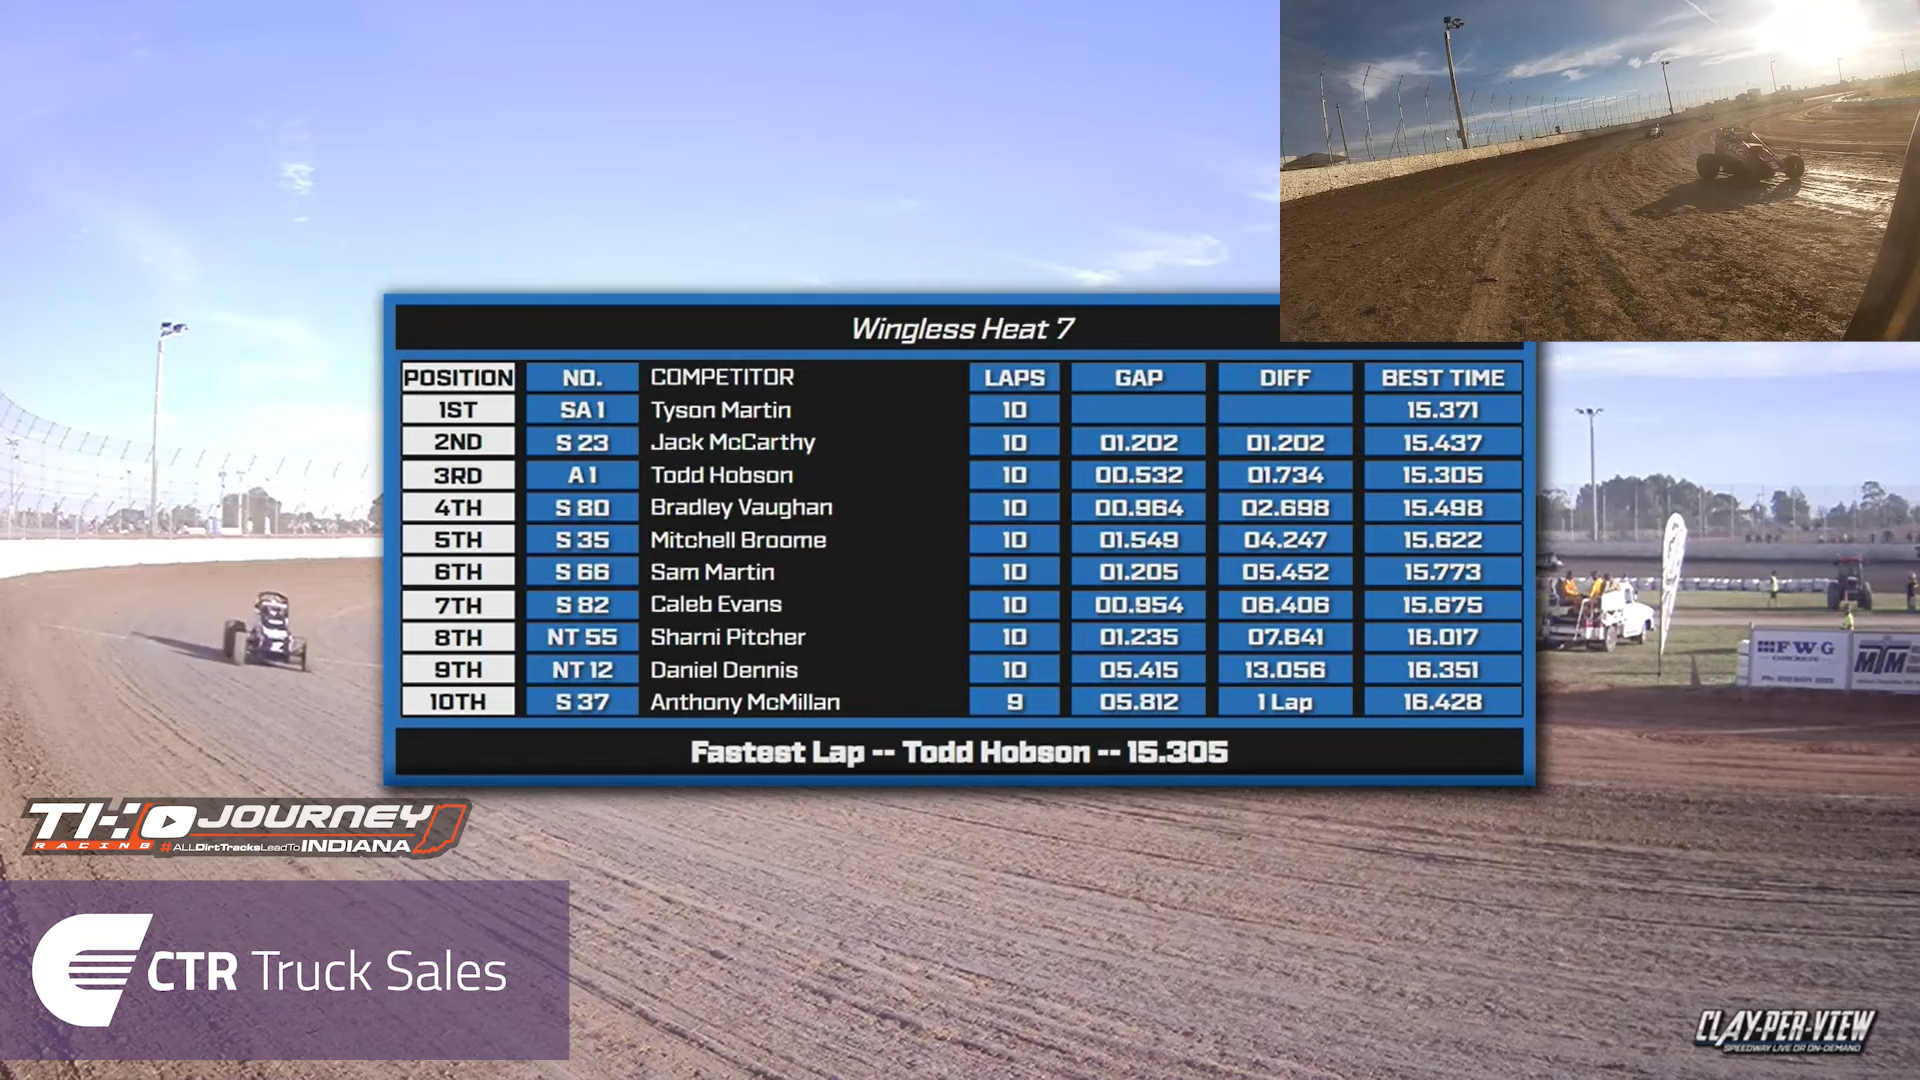 Wingless Heat 7
POSITION NO. COMPETITOR LAPS GAP DIFF BEST TIME
1ST SA 1 Tyson Martin 10 15.371
2ND S 23 Jack McCarthy 10 01.202 01.202 15.437
3RD A 1 Todd Hobson 10 00.532 01.734 15.305
4TH S 80 Bradley Vaughan 10 00.964 02.698 15.498
5TH S 35 Mitchell Broome 10 01.549 04.247 15.622
6TH S 66 Sam Martin 10 01.205 05.452 15.773
7TH S 82 Caleb Evans 10 00.954 06.406 15.675
8TH NT 55 Sharni Pitcher 10 01.235 07.641 16.017
9TH NT 12 Daniel Dennis 10 05.415 13.056 16.351
10TH S 37 Anthony McMillan 9 05.812 1 Lap 16.428
Fastest Lap -- Todd Hobson -- 15.305
FWG
CONCRETE
MTM
TH JOURNEY
RACING #ALLDirtTracksLeadTo INDIANA
CTR Truck Sales
CLAY-PER-VIEW
SPEEDWAY LIVE OR ON-DEMAND